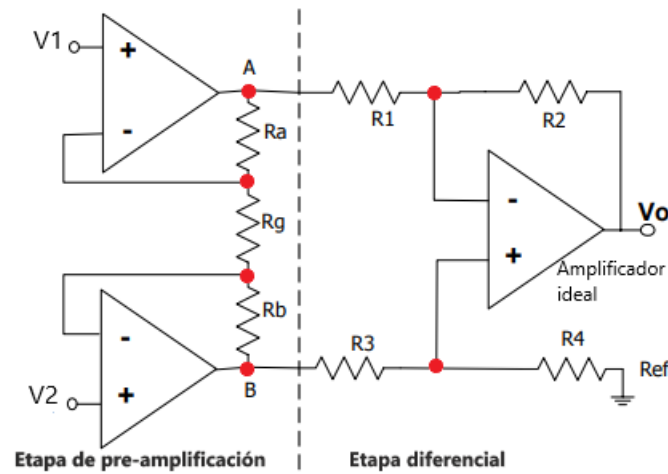 V1
+
-
A
Ra
R1
R2
Rg
-
+
Vo
Amplificador
ideal
Rb
-
+
V2
B
R3
R4
Ref
Etapa de pre-amplificación
Etapa diferencial